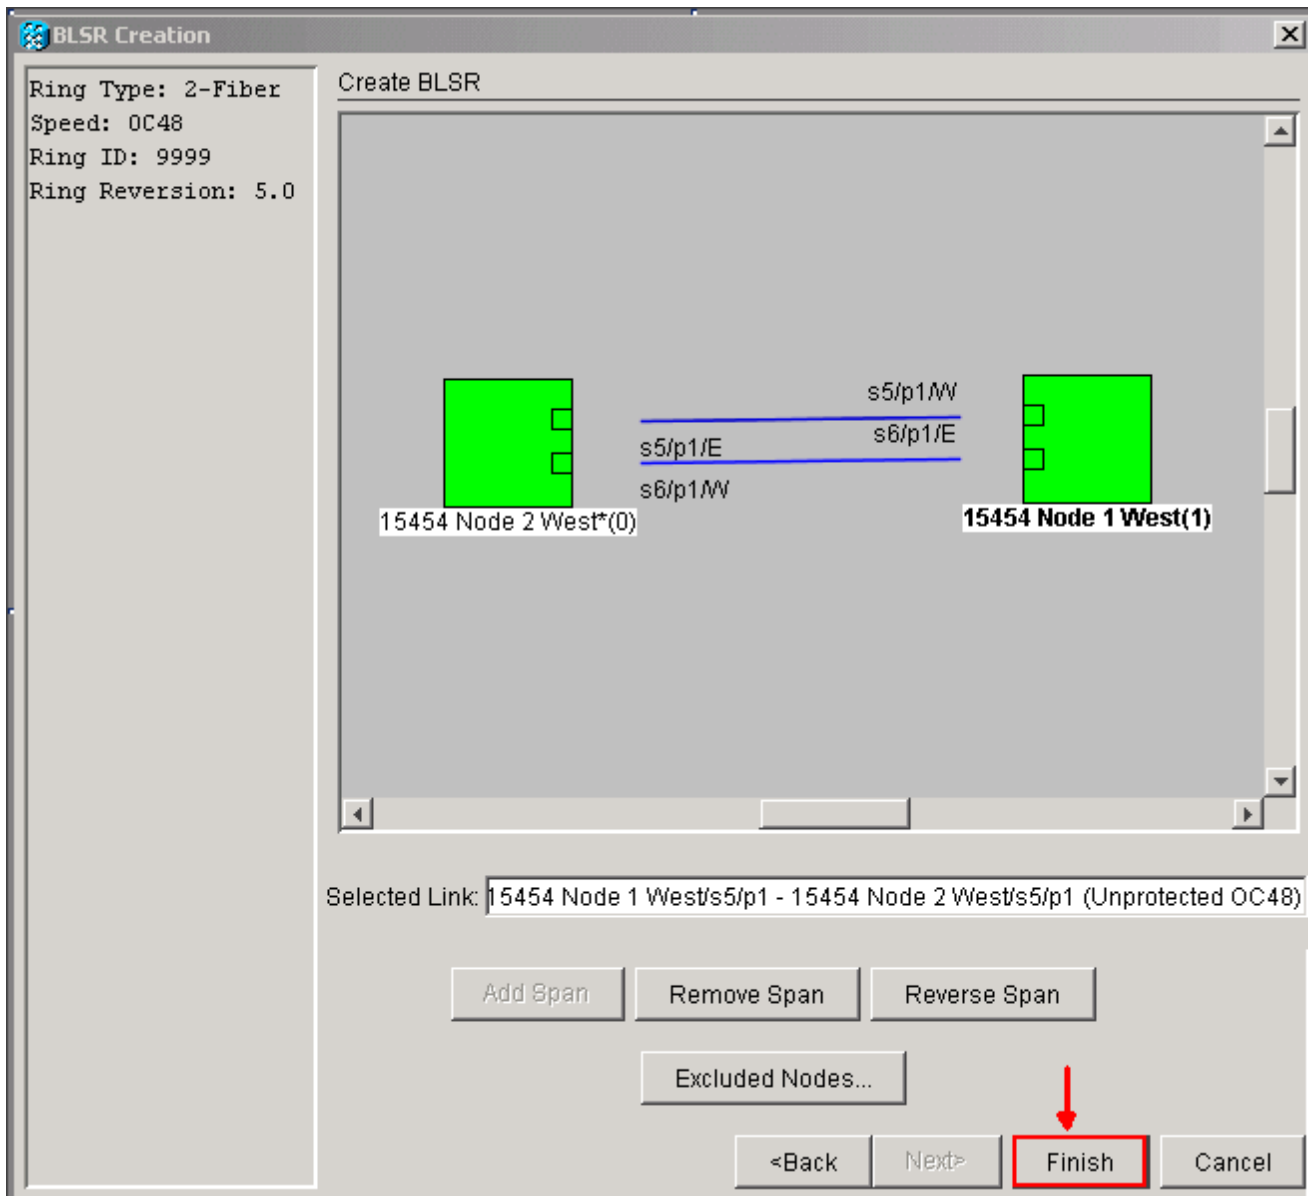 BLSR Creation
Ring Type: 2-Fiber
Speed: OC48
Ring ID: 9999
Ring Reversion: 5.0
Create BLSR
s5/p1/W
s6/p1/E
s5/p1/E
s6/p1/W
15454 Node 2 West*(0)
15454 Node 1 West(1)
Selected Link: 15454 Node 1 West/s5/p1 - 15454 Node 2 West/s5/p1 (Unprotected OC48)
Add Span
Remove Span
Reverse Span
Excluded Nodes...
<Back
Next>
Finish
Cancel